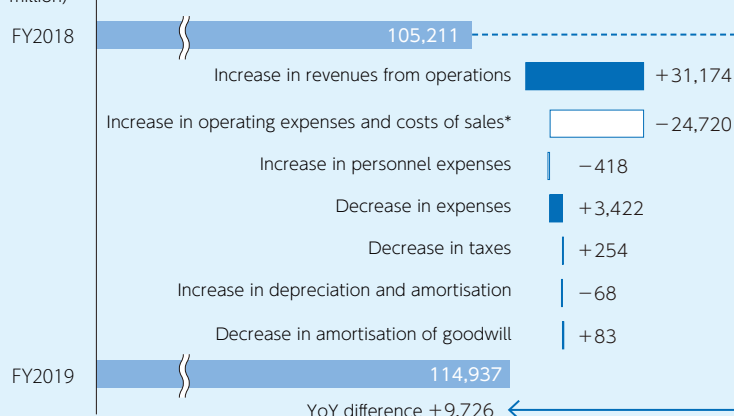 million)
FY2018 105,211
Increase in revenues from operations +31,174
Increase in operating expenses and costs of sales* −24,720
Increase in personnel expenses −418
Decrease in expenses +3,422
Decrease in taxes +254
Increase in depreciation and amortisation −68
Decrease in amortisation of goodwill +83
FY2019 114,937
YoY difference +9,726